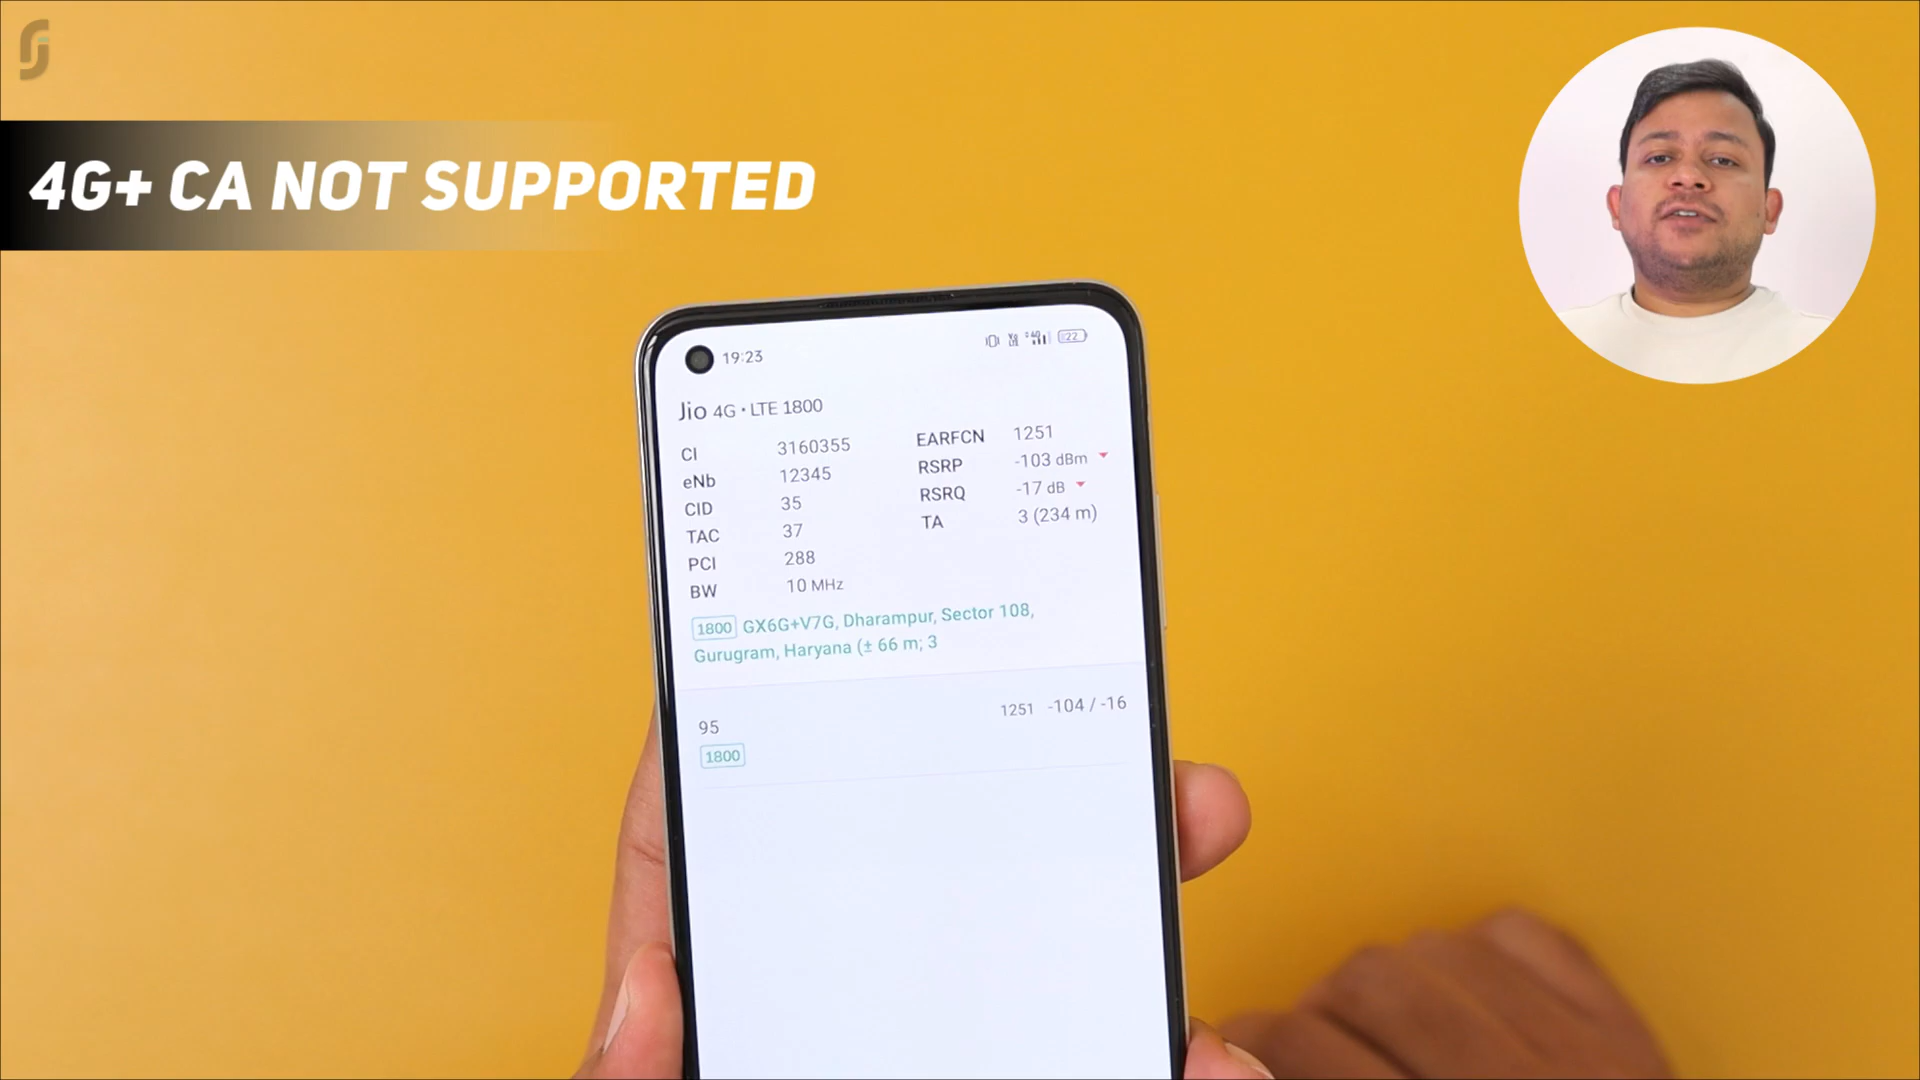 4G+ CA NOT SUPPORTED
19:23
4G
22
Jio 4G • LTE 1800
CI 3160355 EARFCN 1251
eNb 12345 RSRP -103 dBm
CID 35 RSRQ -17 dB
TAC 37 TA 3 (234 m)
PCI 288
BW 10 MHz
1800 GX6G+V7G, Dharampur, Sector 108,
Gurugram, Haryana (± 66 m; 3
95 1251 -104 / -16
1800